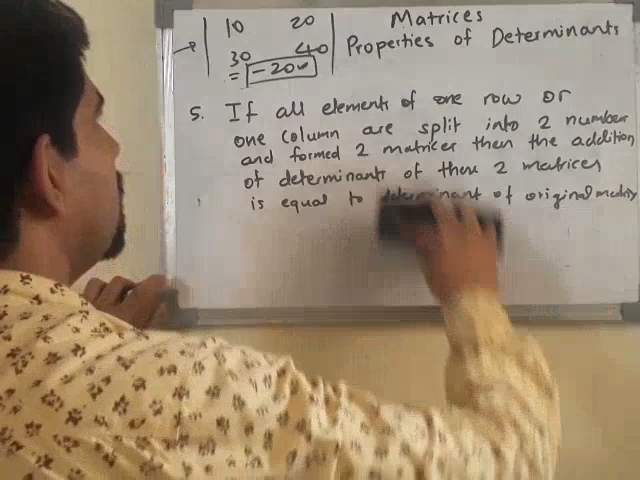 10 20 Matrices
→ 30 40 Properties of Determinants
= -200
5. If all elements of one row or
one column are split into 2 number
and formed 2 matrices then the addition
of determinants of these 2 matrices
is equal to determinant of original matrix